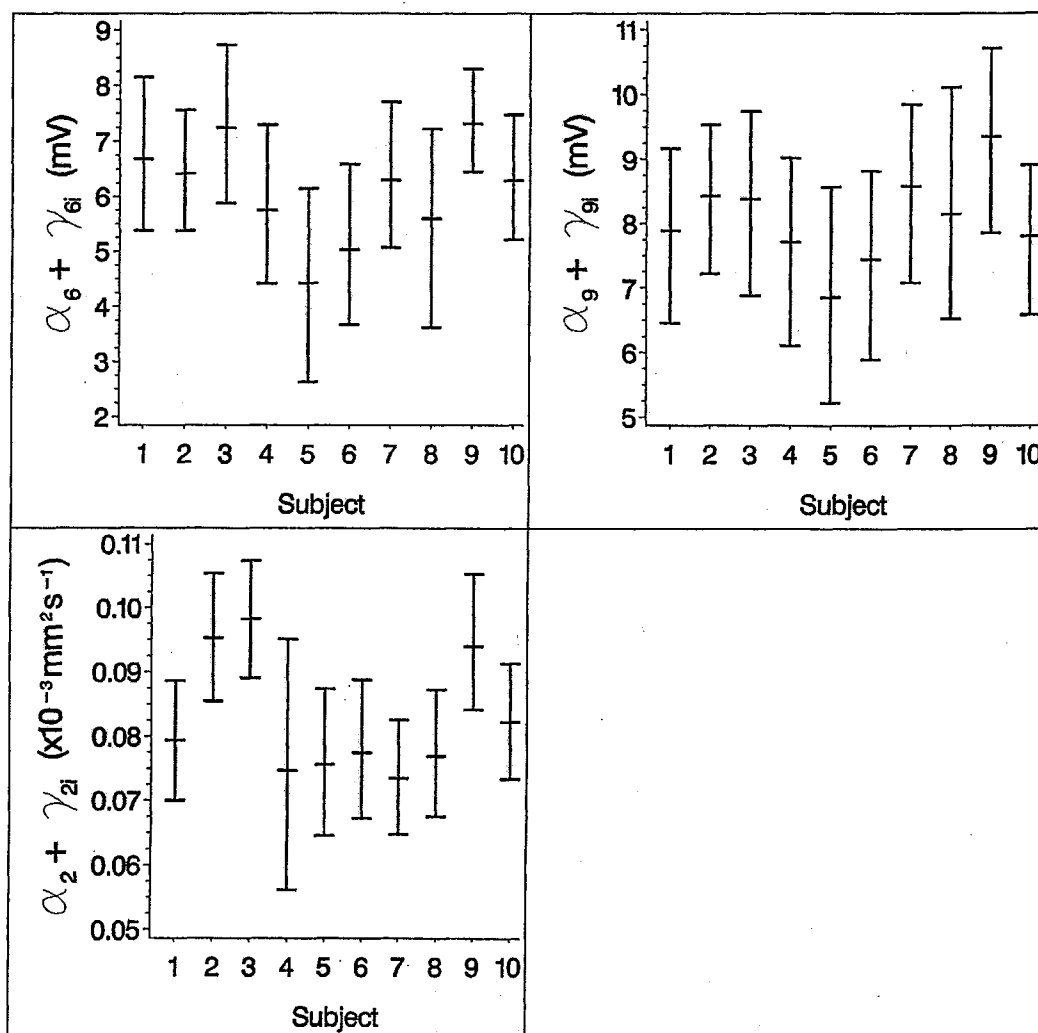 α6 + γ6i (mV)
9
8
7
6
5
4
3
2
1 2 3 4 5 6 7 8 9 10
Subject
α9 + γ9i (mV)
11
10
9
8
7
6
5
1 2 3 4 5 6 7 8 9 10
Subject
α2 + γ2i (x10⁻³mm²s⁻¹)
0.11
0.10
0.09
0.08
0.07
0.06
0.05
1 2 3 4 5 6 7 8 9 10
Subject